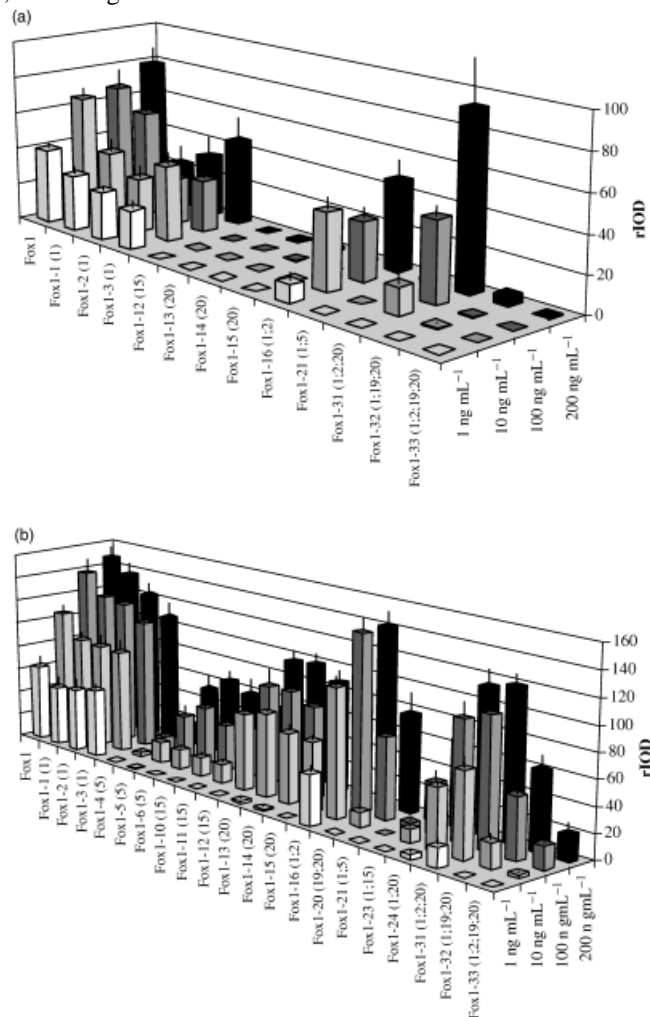 (a)
100
80
60
40
20
0
rIOD
Fox1
Fox1-1 (1)
Fox1-2 (1)
Fox1-3 (1)
Fox1-12 (15)
Fox1-13 (20)
Fox1-14 (20)
Fox1-15 (20)
Fox1-16 (1;2)
Fox1-21 (1;5)
Fox1-31 (1;2;20)
Fox1-32 (1;19;20)
Fox1-33 (1;2;19;20)
1 ng mL⁻¹
10 ng mL⁻¹
100 ng mL⁻¹
200 ng mL⁻¹
(b)
160
140
120
100
80
60
40
20
0
rIOD
Fox1
Fox1-1 (1)
Fox1-2 (1)
Fox1-3 (1)
Fox1-4 (5)
Fox1-5 (5)
Fox1-6 (5)
Fox1-10 (15)
Fox1-11 (15)
Fox1-12 (15)
Fox1-13 (20)
Fox1-14 (20)
Fox1-15 (20)
Fox1-16 (1;2)
Fox1-20 (19;20)
Fox1-21 (1;5)
Fox1-23 (1;15)
Fox1-24 (1;20)
Fox1-31 (1;2;20)
Fox1-32 (1;19;20)
Fox1-33 (1;2;19;20)
1 ng mL⁻¹
10 ng mL⁻¹
100 n gmL⁻¹
200 n gmL⁻¹